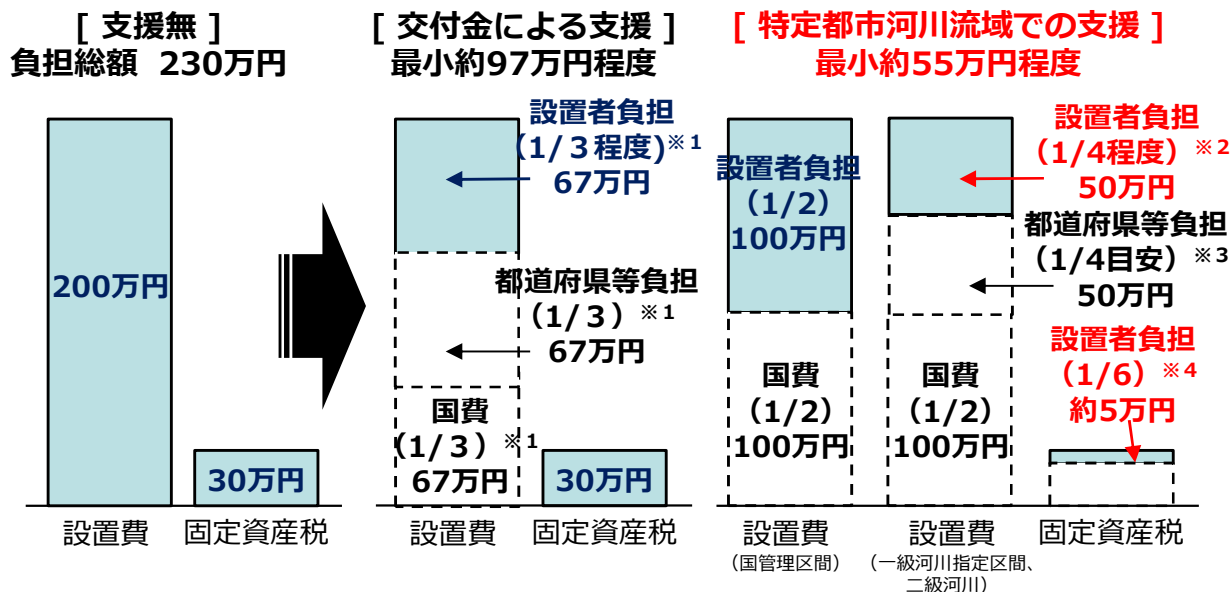 [ 支援無 ]
負担総額 230万円
200万円
30万円
設置費
固定資産税
[ 交付金による支援 ]
最小約97万円程度
設置者負担
(1/３程度)※1
67万円
都道府県等負担
（1/３）※1
67万円
国費
（1/３）※1
67万円
30万円
設置費
固定資産税
[ 特定都市河川流域での支援 ]
最小約55万円程度
設置者負担
（1/2）
100万円
国費
（1/2）
100万円
設置費
（国管理区間）
設置者負担
（1/4程度）※2
50万円
都道府県等負担
（1/4目安）※3
50万円
国費
（1/2）
100万円
設置費
（一級河川指定区間、
二級河川）
設置者負担
（1/6）※4
約5万円
固定資産税